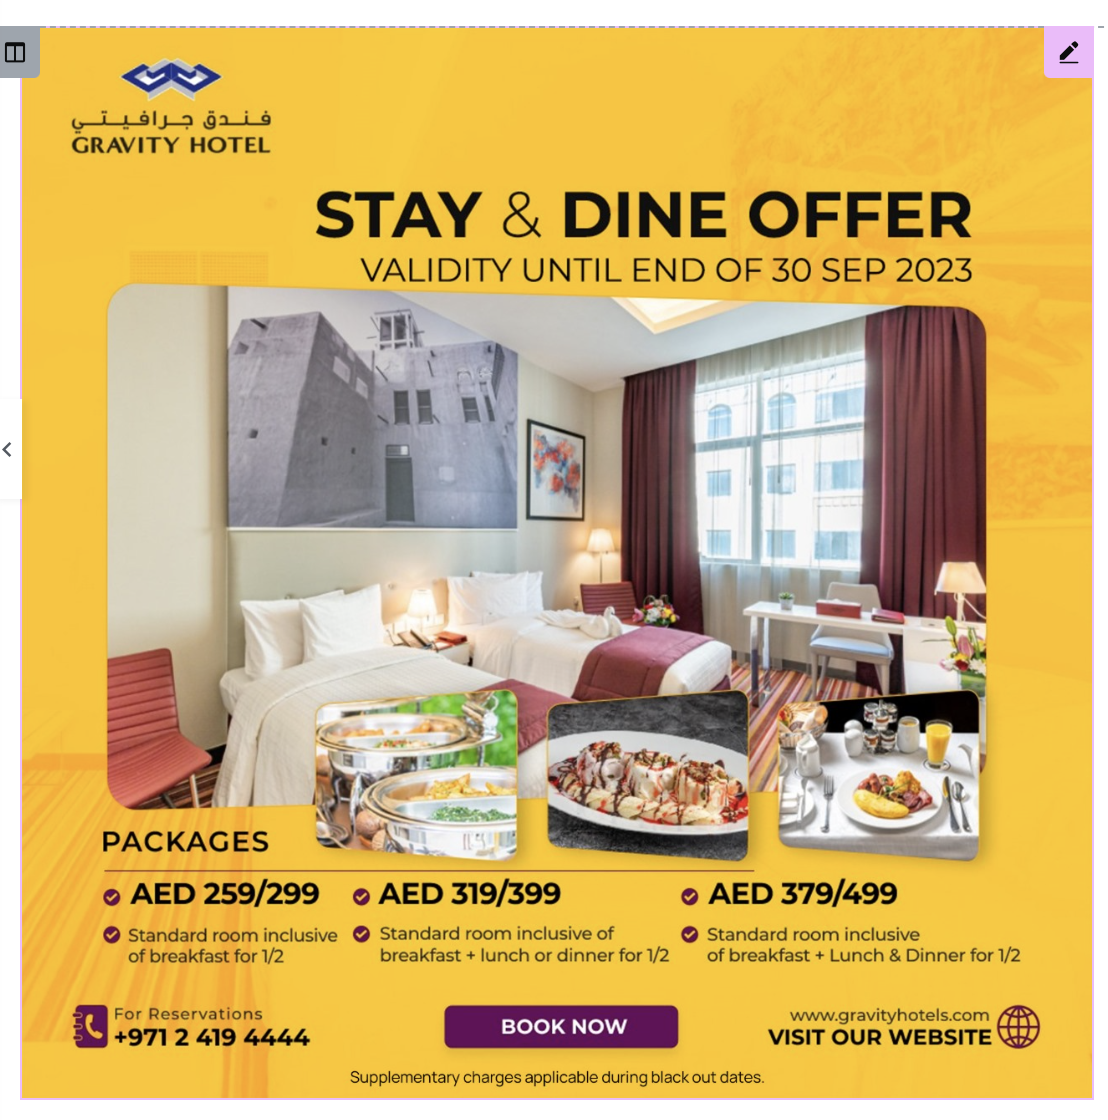 فندق جرافيتي
GRAVITY HOTEL
STAY & DINE OFFER
VALIDITY UNTIL END OF 30 SEP 2023
PACKAGES
AED 259/299
Standard room inclusive
of breakfast for 1/2
AED 319/399
Standard room inclusive of
breakfast + lunch or dinner for 1/2
AED 379/499
Standard room inclusive
of breakfast + Lunch & Dinner for 1/2
For Reservations
+971 2 419 4444
BOOK NOW
www.gravityhotels.com
VISIT OUR WEBSITE
Supplementary charges applicable during black out dates.